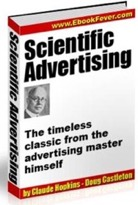 www.EbookFever.com
Scientific
Advertising
The timeless
classic from the
advertising master
himself
by Claude Hopkins - Doug Castleton
Scientific Advertising